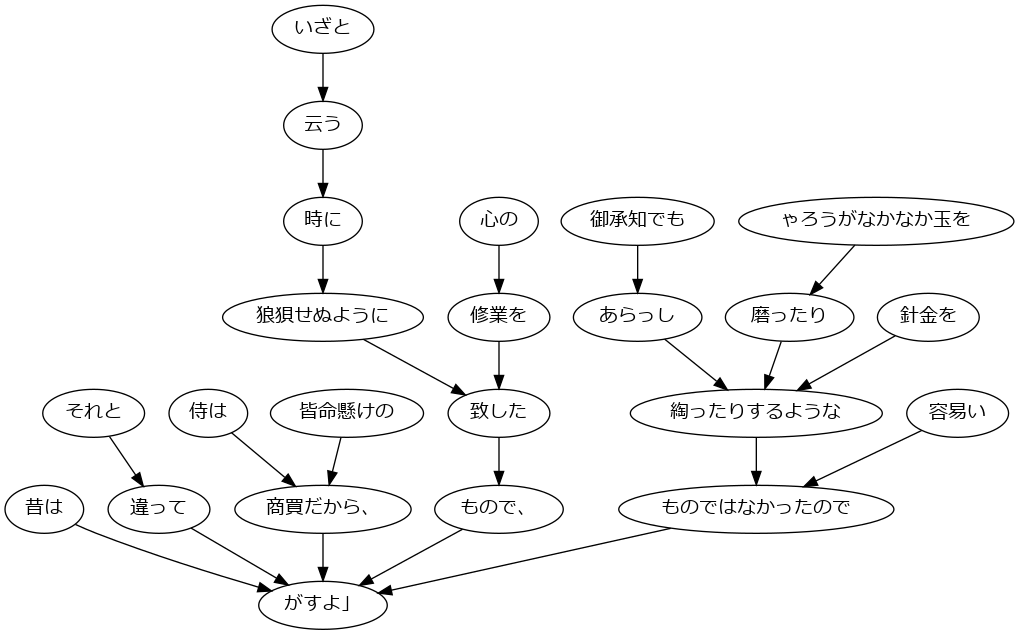 いざと
云う
時に
心の
御承知でも
ゃろうがなかなか玉を
狼狽せぬように
修業を
あらっし
磨ったり
針金を
それと
侍は
皆命懸けの
致した
綯ったりするような
容易い
昔は
違って
商買だから、
もので、
ものではなかったので
がすよ」